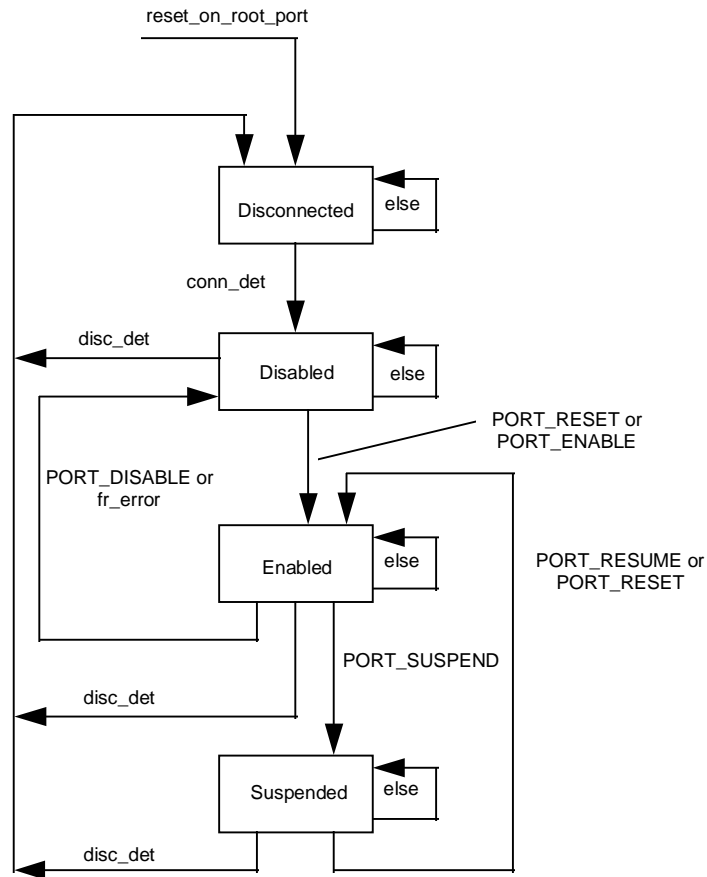 reset_on_root_port
Disconnected
else
conn_det
disc_det
Disabled
else
PORT_RESET or
PORT_ENABLE
PORT_DISABLE or
fr_error
Enabled
else
PORT_RESUME or
PORT_RESET
PORT_SUSPEND
disc_det
Suspended
else
disc_det